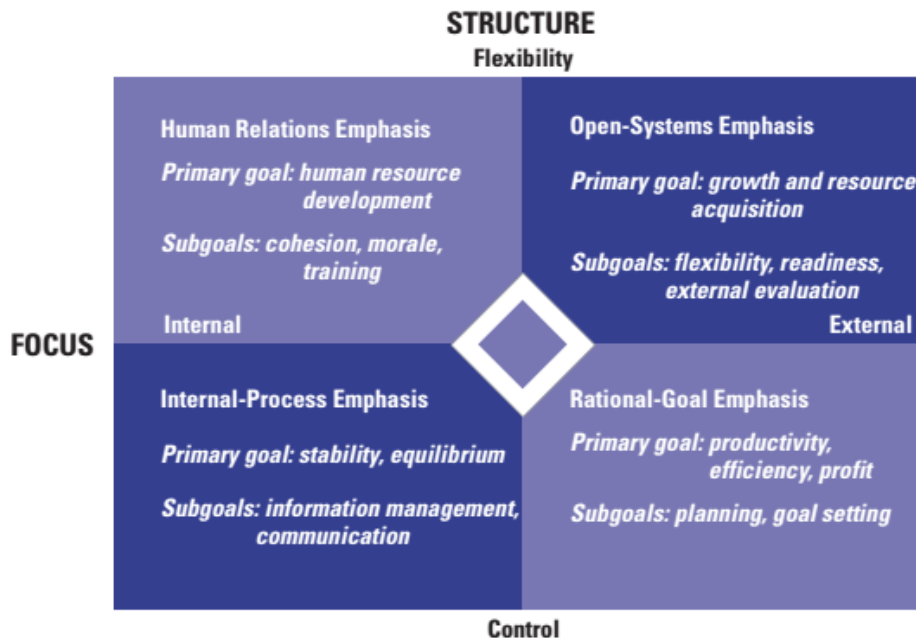 STRUCTURE
Flexibility
Human Relations Emphasis
Primary goal: human resource
development
Subgoals: cohesion, morale,
training
Internal
Open-Systems Emphasis
Primary goal: growth and resource
acquisition
Subgoals: flexibility, readiness,
external evaluation
External
FOCUS
Internal-Process Emphasis
Primary goal: stability, equilibrium
Subgoals: information management,
communication
Rational-Goal Emphasis
Primary goal: productivity,
efficiency, profit
Subgoals: planning, goal setting
Control